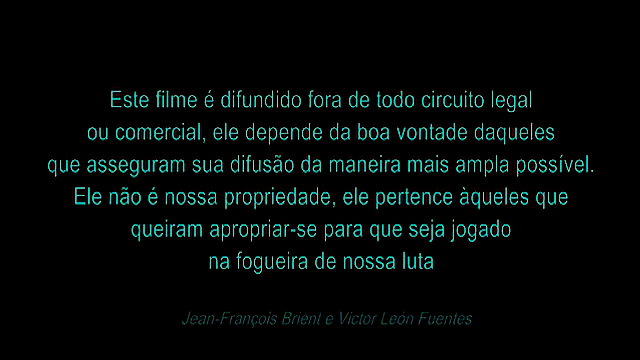 Este filme é difundido fora de todo circuito legal
ou comercial, ele depende da boa vontade daqueles
que asseguram sua difusão da maneira mais ampla possível.
Ele não é nossa propriedade, ele pertence àqueles que
queiram apropriar-se para que seja jogado
na fogueira de nossa luta
Jean-François Brient e Victor León Fuentes